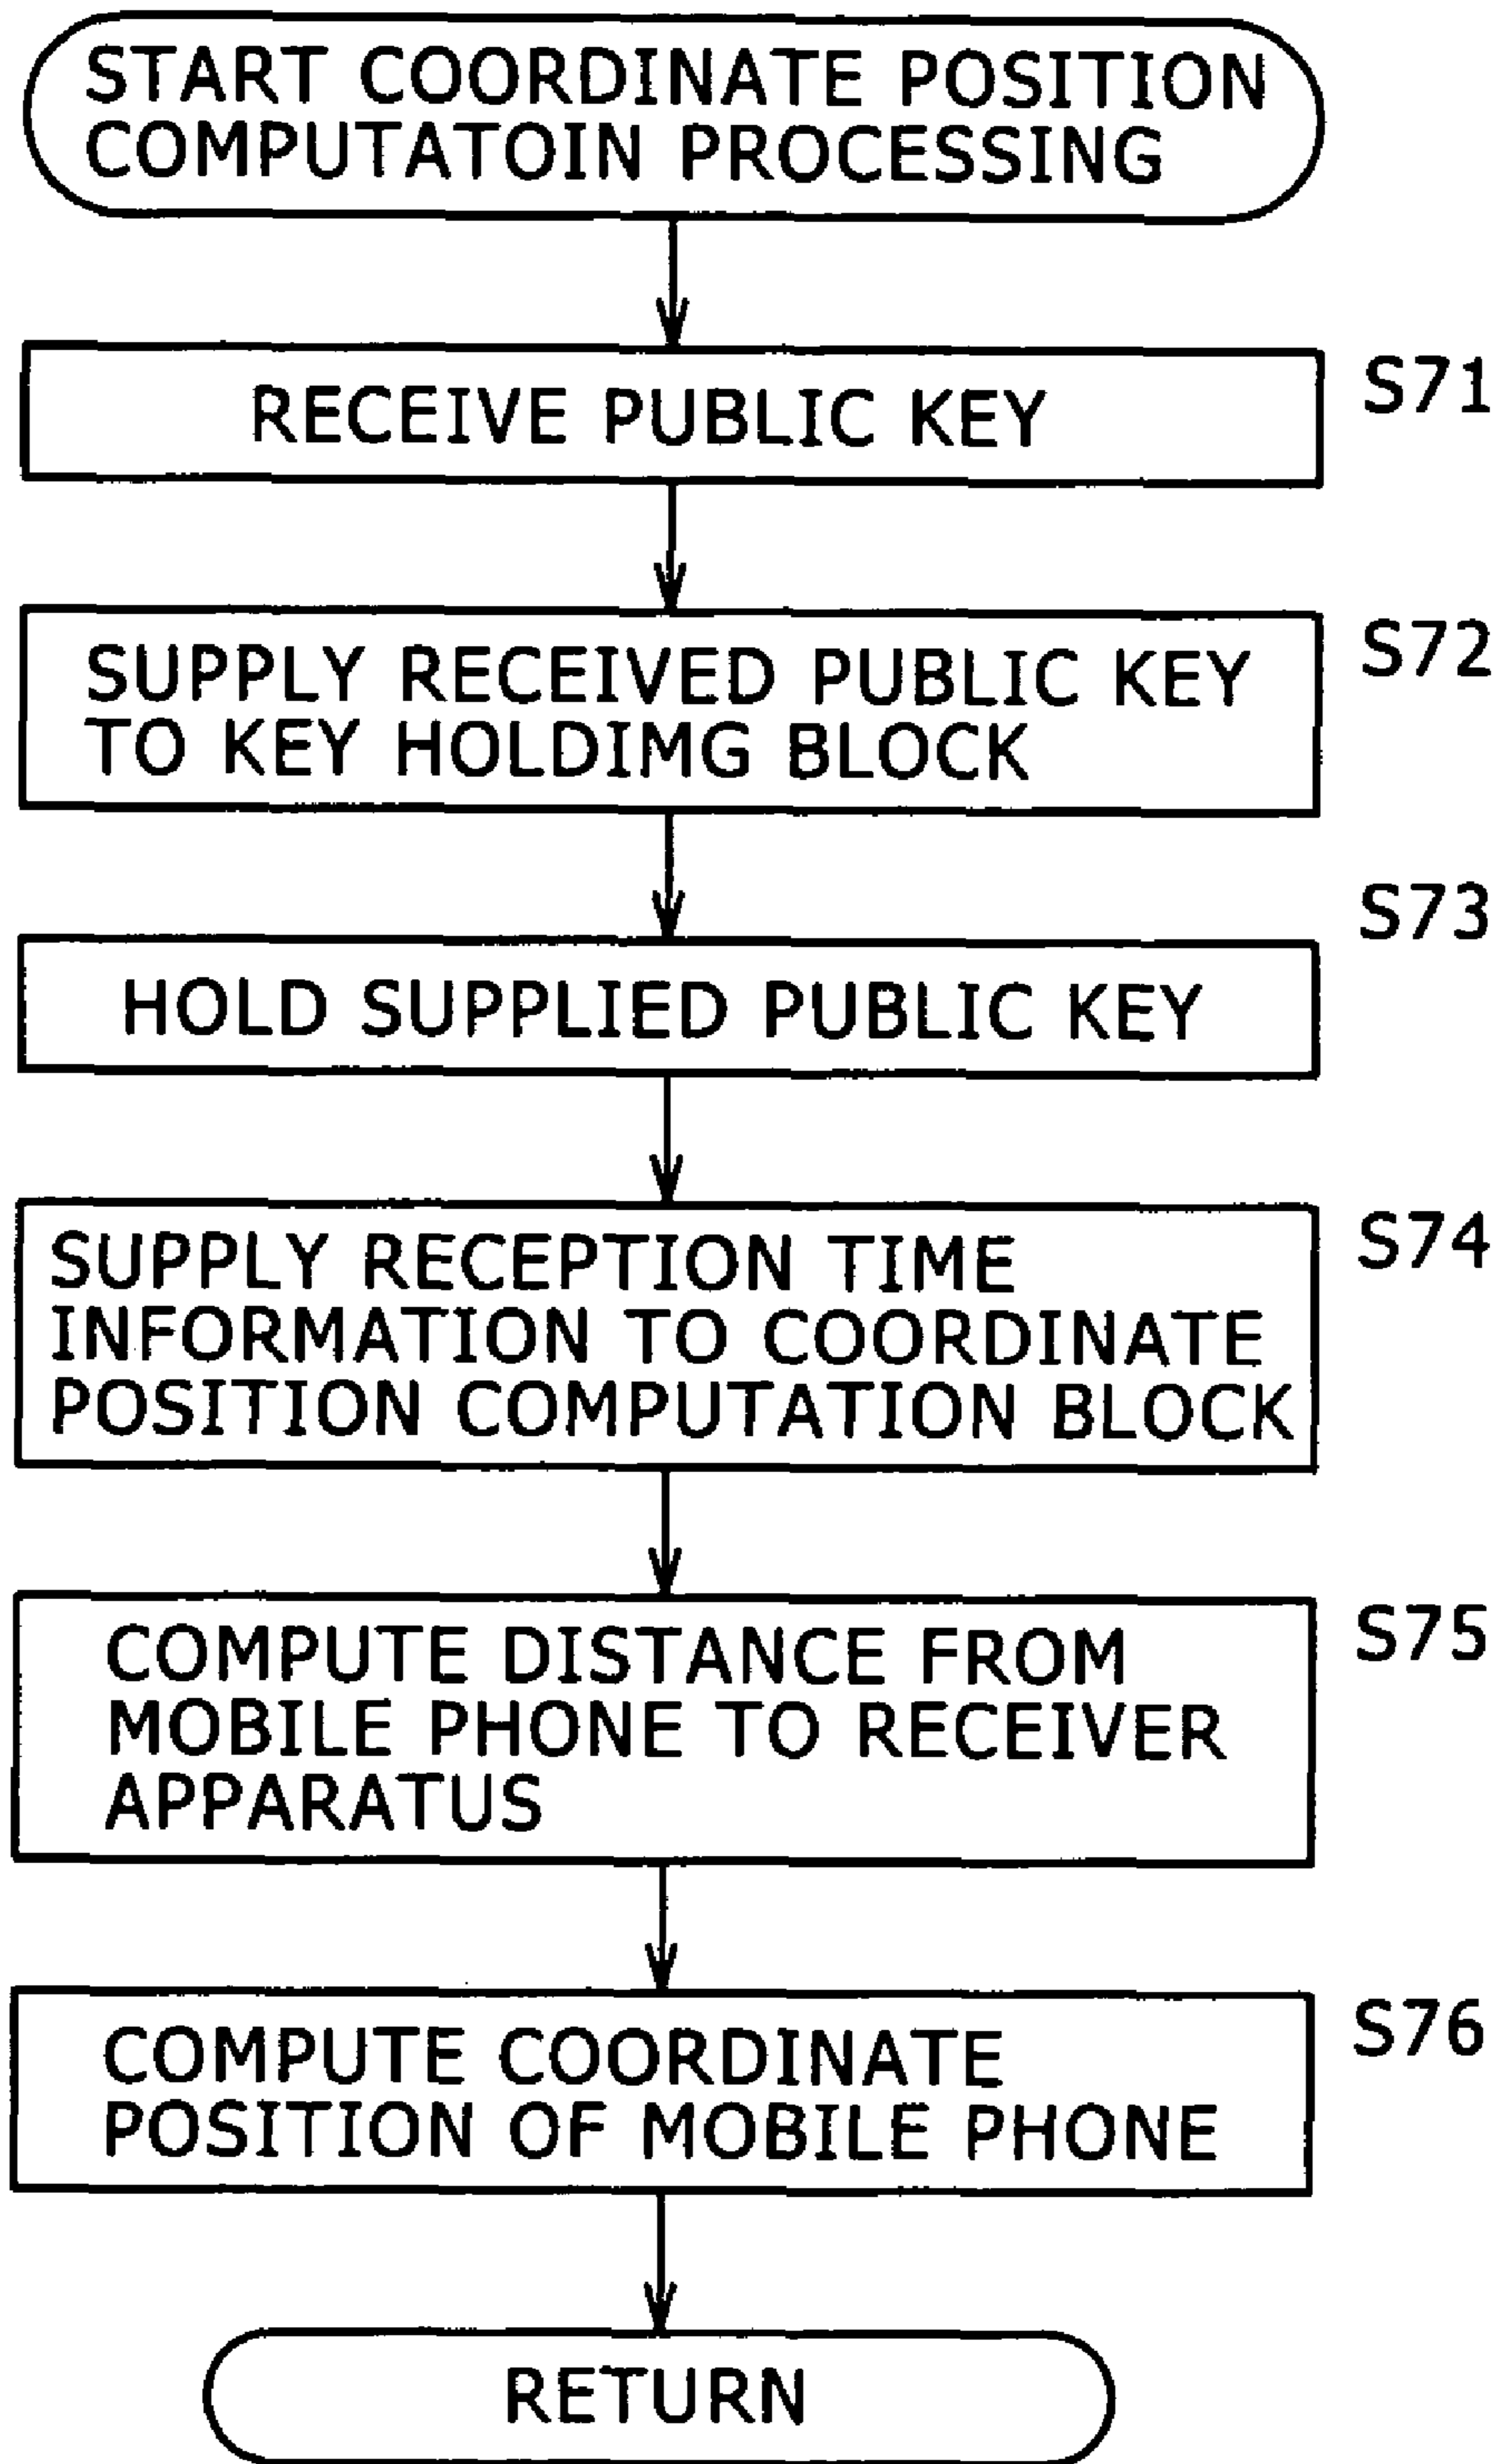 START COORDINATE POSITION
COMPUTATOIN PROCESSING
RECEIVE PUBLIC KEY
S71
SUPPLY RECEIVED PUBLIC KEY
TO KEY HOLDIMG BLOCK
S72
HOLD SUPPLIED PUBLIC KEY
S73
SUPPLY RECEPTION TIME
INFORMATION TO COORDINATE
POSITION COMPUTATION BLOCK
S74
COMPUTE DISTANCE FROM
MOBILE PHONE TO RECEIVER
APPARATUS
S75
COMPUTE COORDINATE
POSITION OF MOBILE PHONE
S76
RETURN